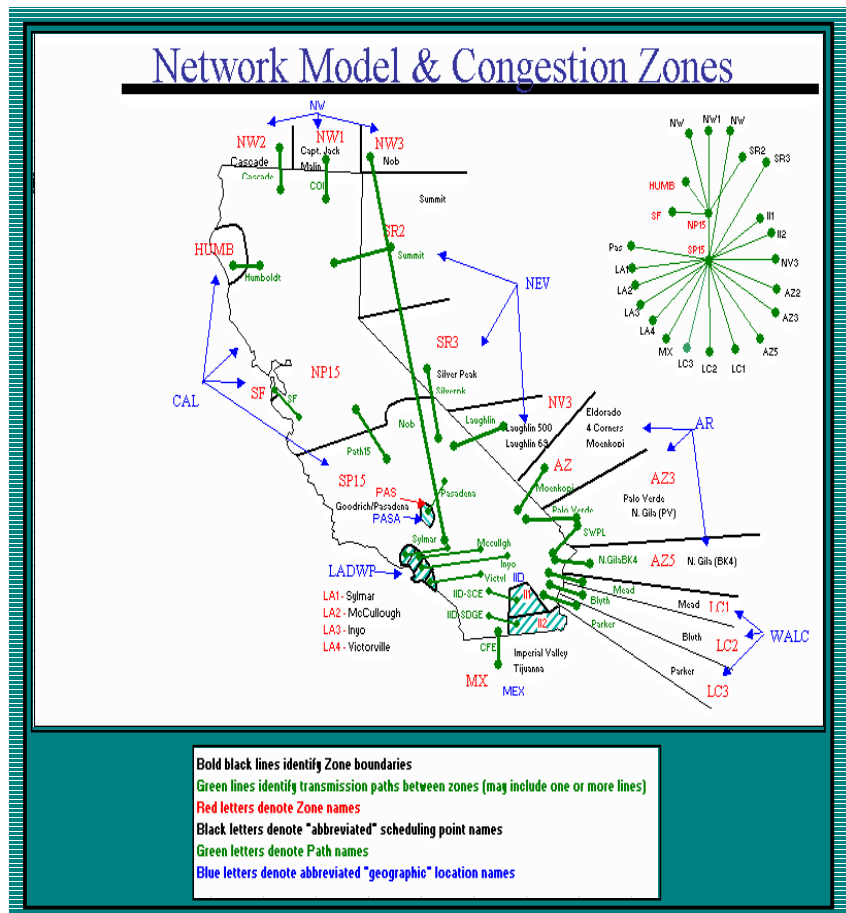 Network Model & Congestion Zones
NW
NW2
NW1
NW3
Capt. Jack
Malin
Cascade
Nob
Cascade
COI
Summit
SR2
Summit
HUMB
Humboldt
NEV
SR3
Silver Peak
Silverpk
NP15
SF
SF
CAL
Nob
Path15
Laughlin
NV3
Laughlin 500
Laughlin 69
Eldorado
4 Corners
Moenkopi
AR
SP15
PAS
Goodrich/Pasadena
PASA
Pasadena
AZ
Moenkopi
AZ3
Palo Verde
Palo Verde
N. Gila (PV)
SWPL
Sylmar
Mccullgh
Inyo
Victvl
LADWP
N.GilaBK4
AZ5
N. Gila (BK4)
LA1 - Sylmar
LA2 - McCullough
LA3 - Inyo
LA4 - Victorville
IID
IID-SCE
II1
IID-SDGE
II2
CFE
Imperial Valley
Tijuanna
MX
MEX
Mead
Mead
LC1
Blyth
Blyth
LC2
Parker
Parker
LC3
WALC
NW
NW1
NW
SR2
SR3
HUMB
SF
NP15
II1
II2
SP15
Pas
NV3
LA1
LA2
AZ2
LA3
AZ3
LA4
MX
LC3
LC2
LC1
AZ5
Bold black lines identify Zone boundaries
Green lines identify transmission paths between zones (may include one or more lines)
Red letters denote Zone names
Black letters denote "abbreviated" scheduling point names
Green letters denote Path names
Blue letters denote abbreviated "geographic" location names